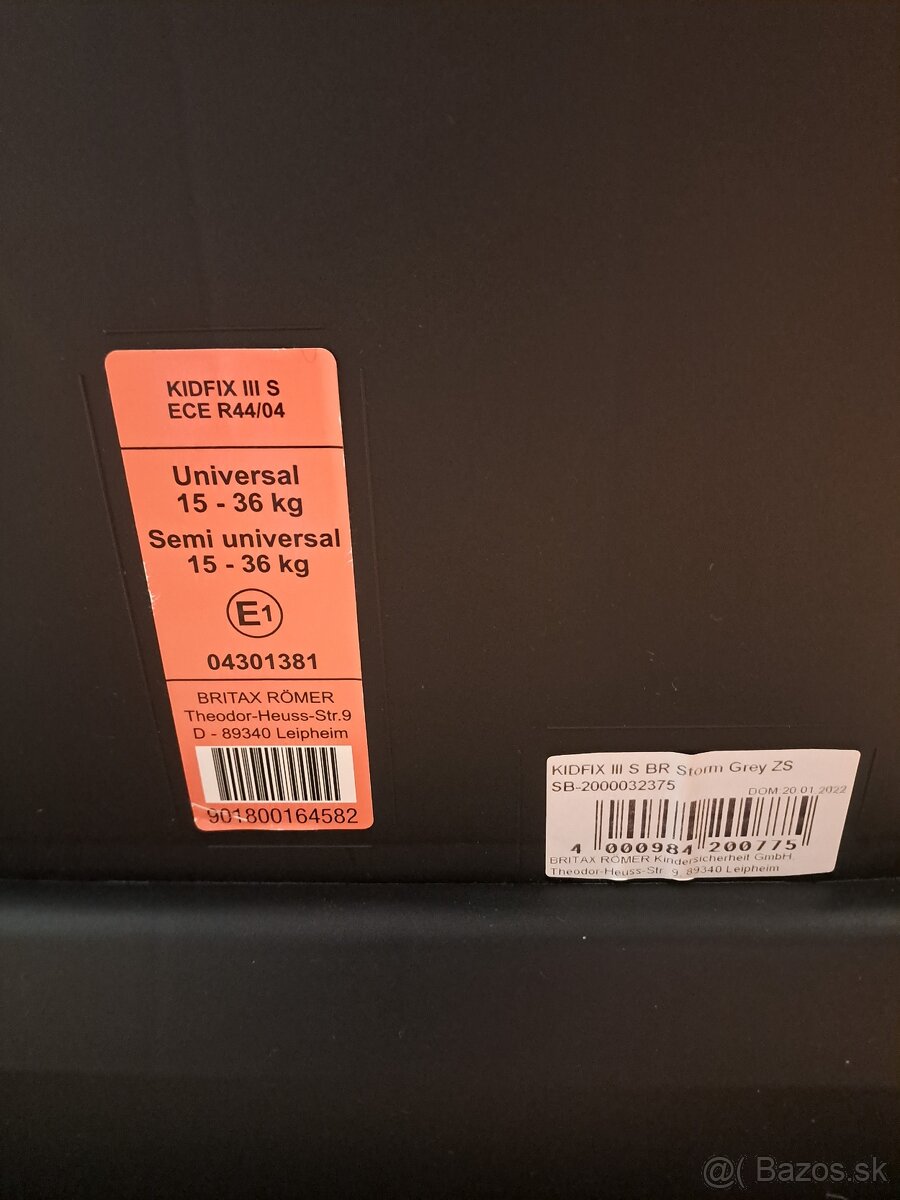 KIDFIX III S
ECE R44/04
Universal
15 - 36 kg
Semi universal
15 - 36 kg
E1
04301381
BRITAX RÖMER
Theodor-Heuss-Str.9
D - 89340 Leipheim
901800164582
KIDFIX III S BR Storm Grey ZS
SB-2000032375
DOM:20.01.2022
4 000984 200775
BRITAX RÖMER Kindersicherheit GmbH,
Theodor-Heuss-Str. 9, 89340 Leipheim
@( Bazos.sk